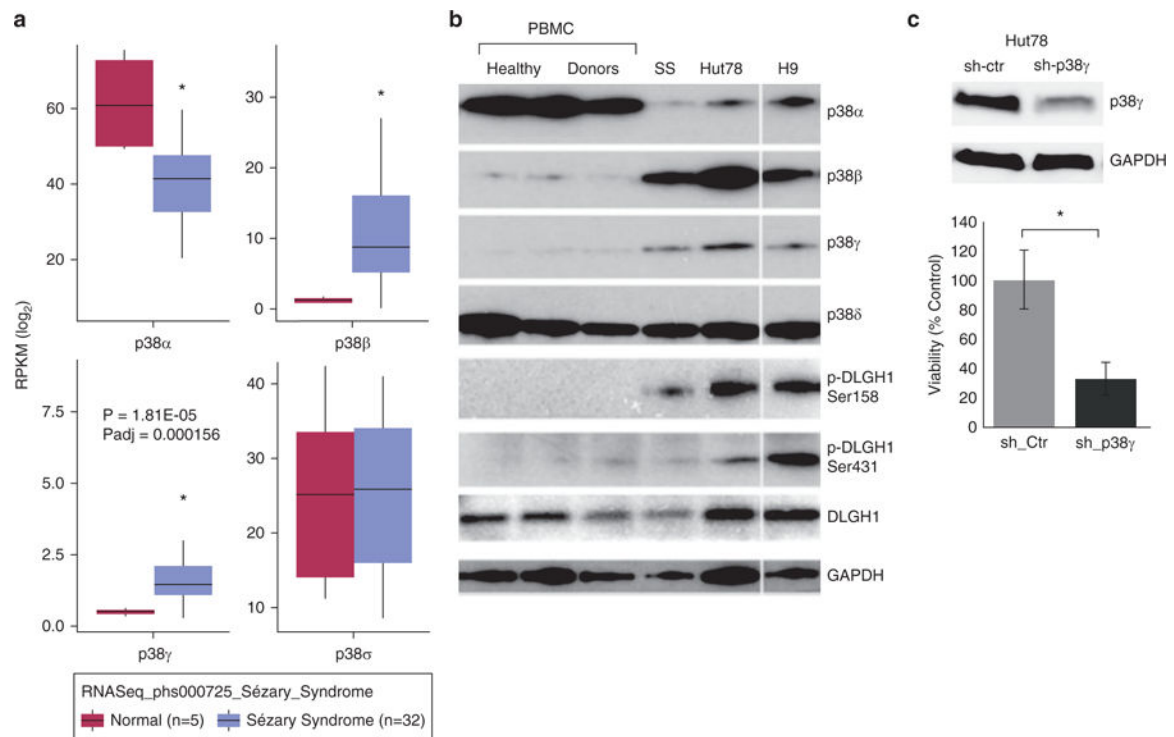 a
RPKM (log2)
60
40
20
*
p38α
30
20
10
0
*
p38β
7.5
5.0
2.5
0.0
P = 1.81E-05
Padj = 0.000156
*
p38γ
40
30
20
10
p38σ
RNASeq_phs000725_Sézary_Syndrome
Normal (n=5) Sézary Syndrome (n=32)
b
PBMC
Healthy Donors SS Hut78 H9
p38α
p38β
p38γ
p38δ
p-DLGH1
Ser158
p-DLGH1
Ser431
DLGH1
GAPDH
c
Hut78
sh-ctr sh-p38γ
p38γ
GAPDH
Viability (% Control)
140
120
100
80
60
40
20
0
*
sh_Ctr sh_p38γ